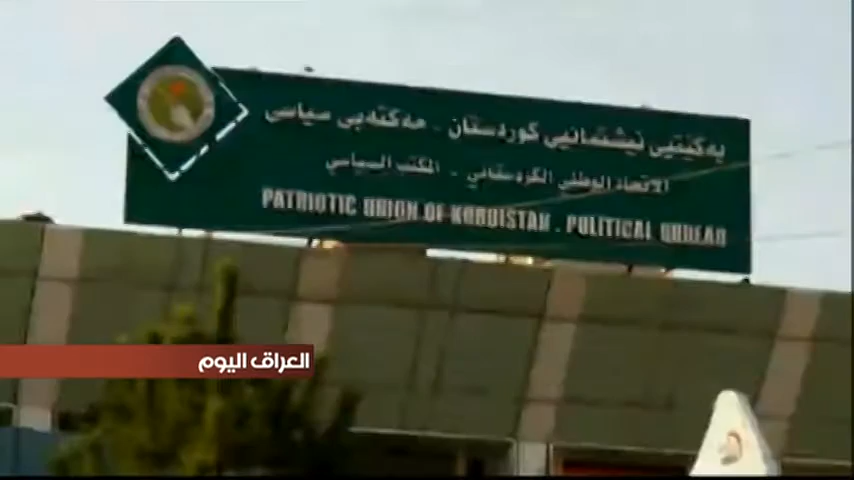 یەکێتیی نیشتمانیی کوردستان - مەکتەبی سیاسی
الاتحاد الوطني الكردستاني - المكتب السياسي
PATRIOTIC UNION OF KURDISTAN . POLITICAL BUREAU
العراق اليوم